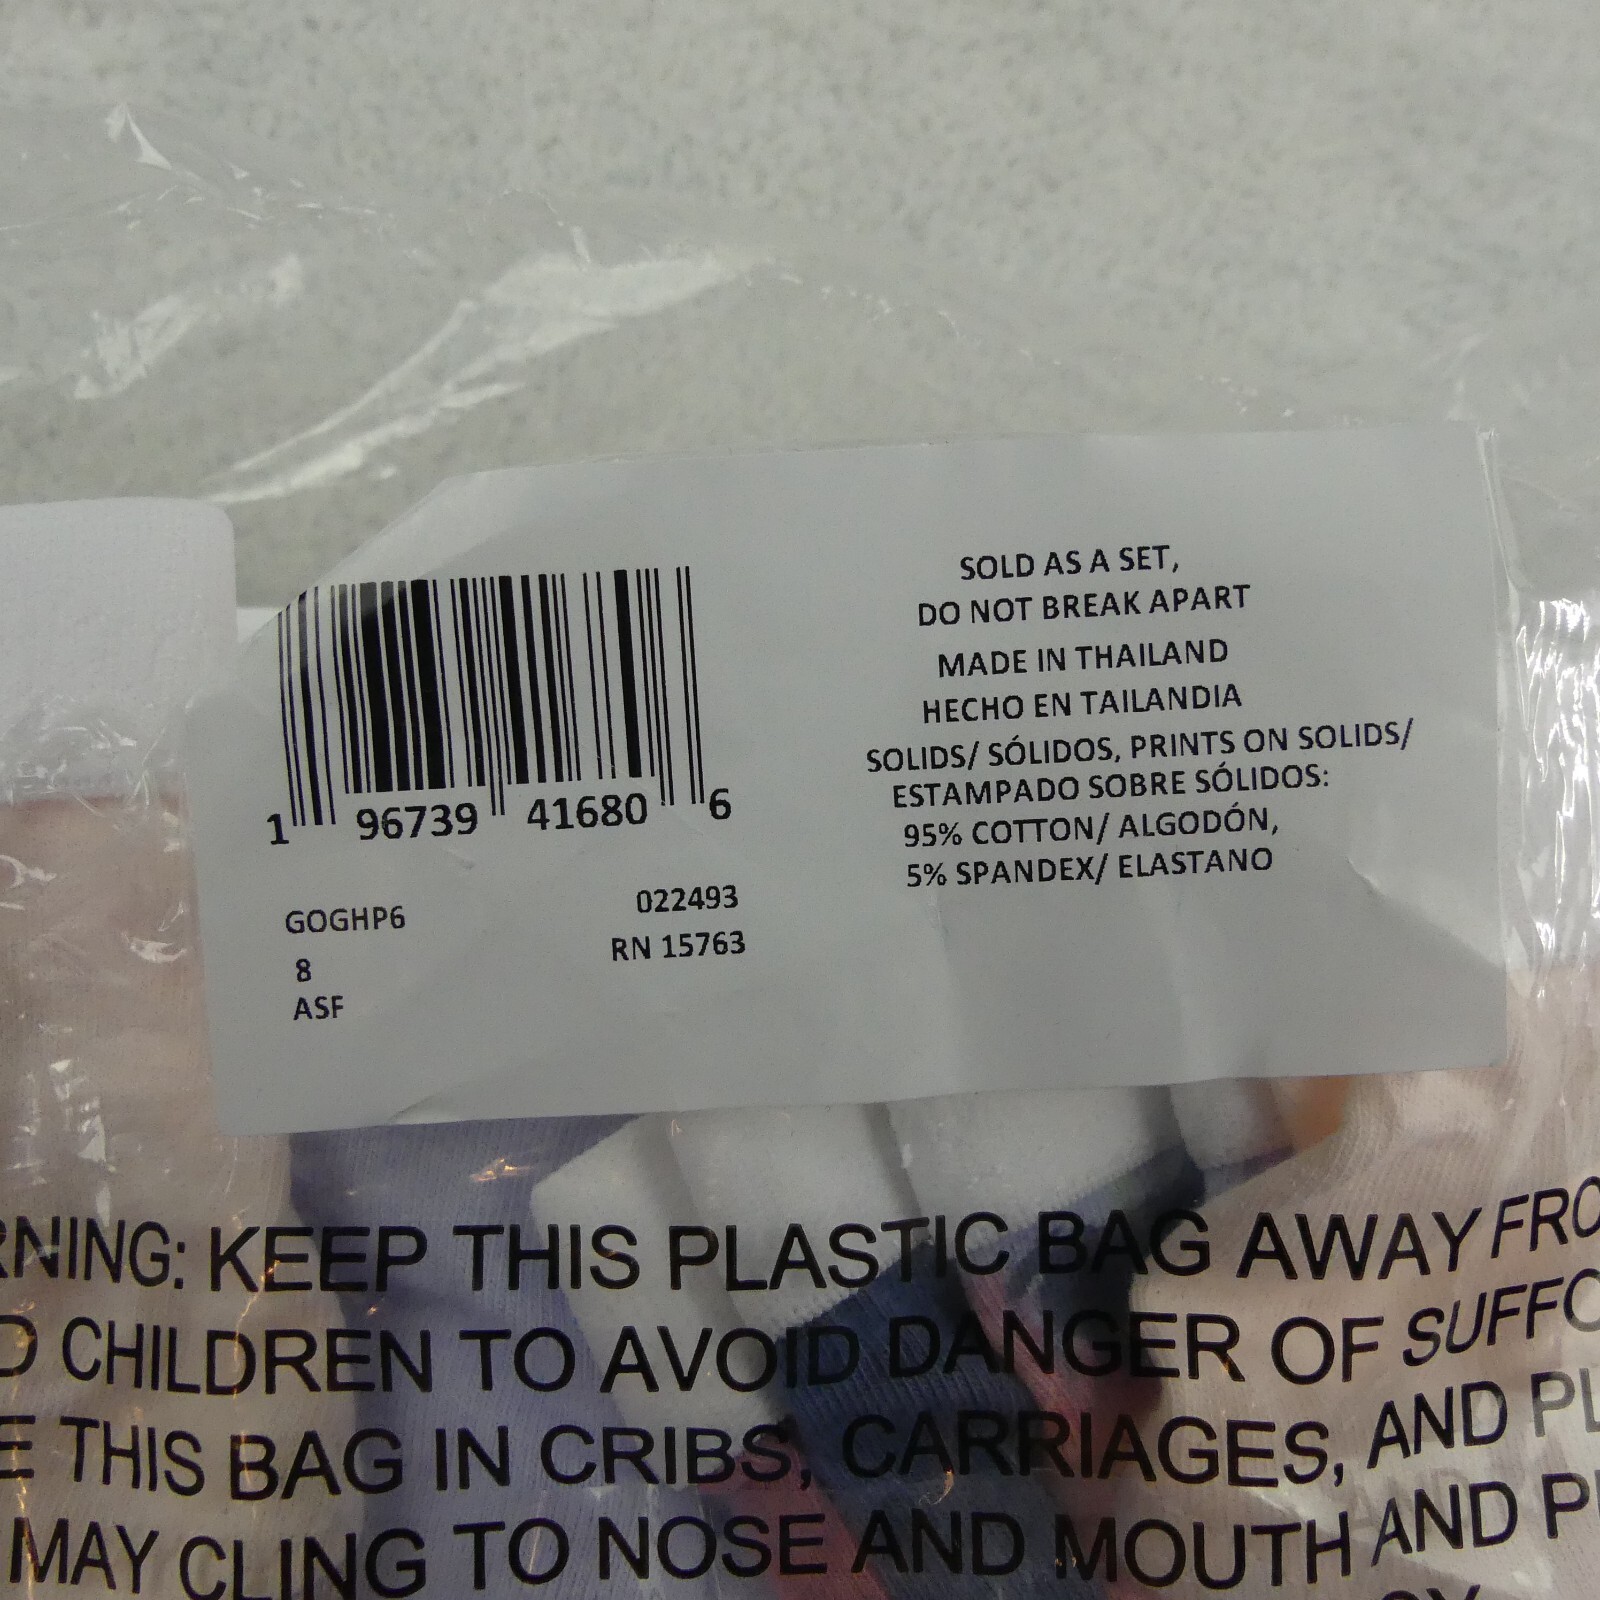 SOLD AS A SET,
DO NOT BREAK APART
MADE IN THAILAND
HECHO EN TAILANDIA
SOLIDS/ SÓLIDOS, PRINTS ON SOLIDS/
ESTAMPADO SOBRE SÓLIDOS:
95% COTTON/ ALGODÓN,
5% SPANDEX/ ELASTANO
1 96739 41680 6
GOGHP6 022493
8 RN 15763
ASF
RNING: KEEP THIS PLASTIC BAG AWAY FRO
D CHILDREN TO AVOID DANGER OF SUFFO
E THIS BAG IN CRIBS, CARRIAGES, AND PL
MAY CLING TO NOSE AND MOUTH AND P